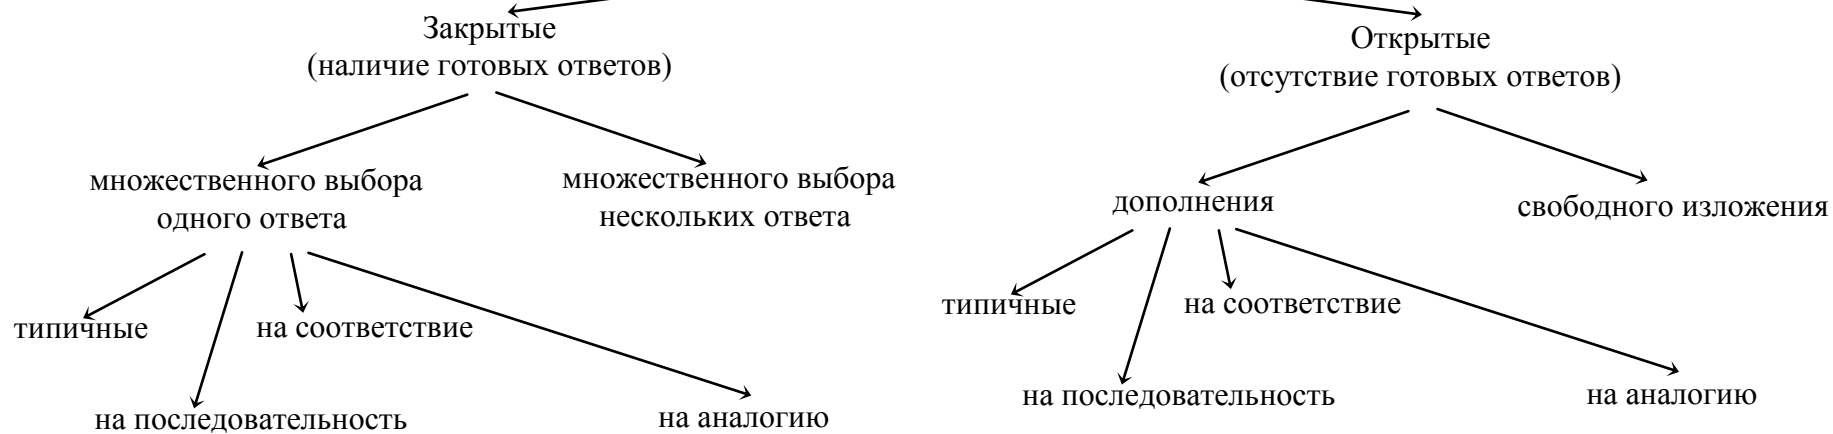 Закрытые
(наличие готовых ответов)
множественного выбора
одного ответа
множественного выбора
нескольких ответа
типичные
на соответствие
на последовательность
на аналогию
Открытые
(отсутствие готовых ответов)
дополнения
свободного изложения
типичные
на соответствие
на последовательность
на аналогию